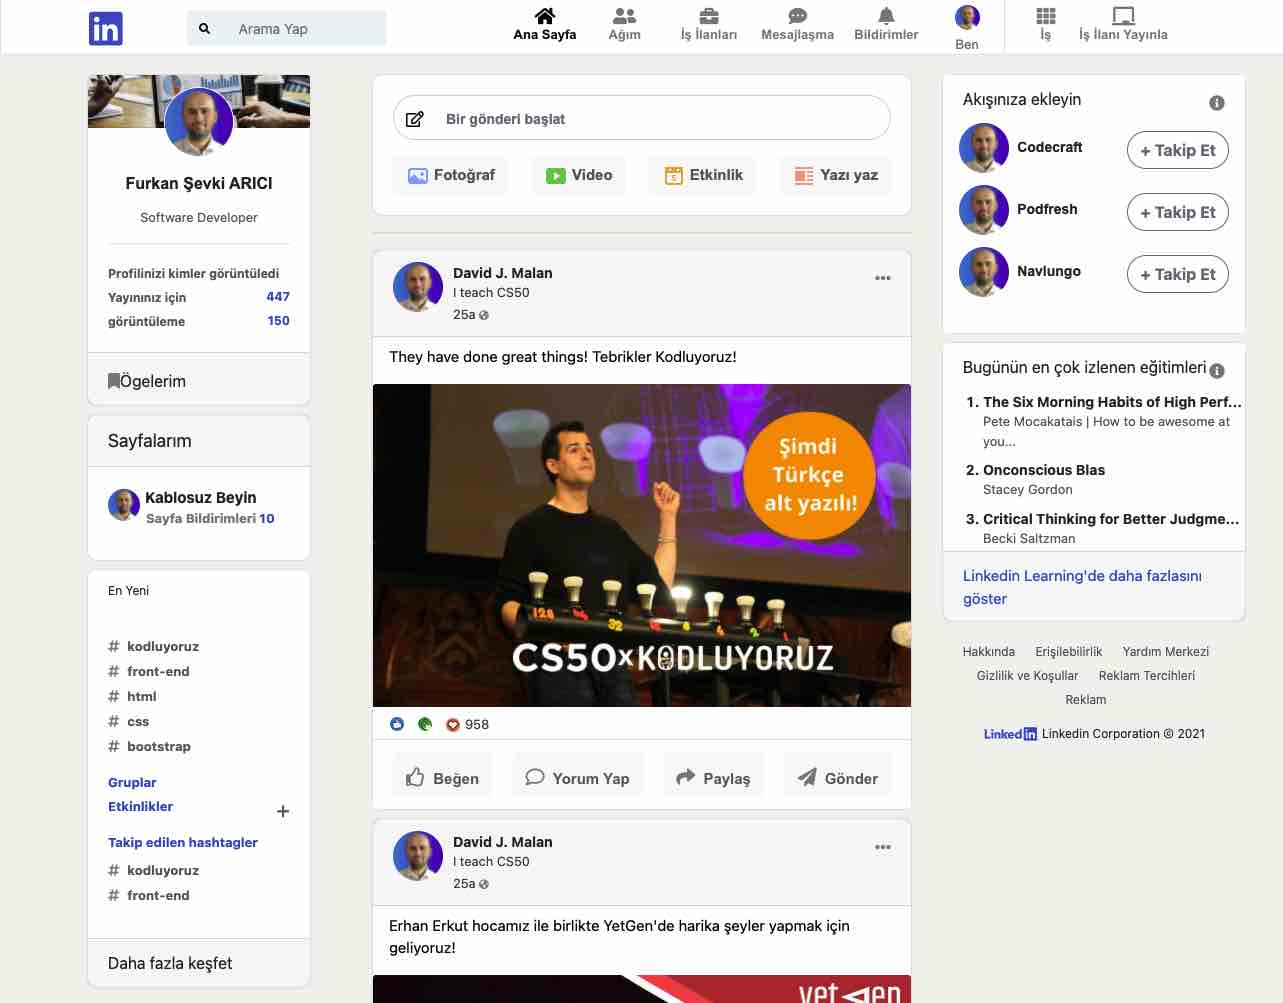 in
Arama Yap
Ana Sayfa
Ağım
İş İlanları
Mesajlaşma
Bildirimler
Ben
İş
İş İlanı Yayınla
Furkan Şevki ARICI
Software Developer
Profilinizi kimler görüntüledi
Yayınınız için 447
görüntüleme 150
Ögelerim
Sayfalarım
Kablosuz Beyin
Sayfa Bildirimleri 10
En Yeni
# kodluyoruz
# front-end
# html
# css
# bootstrap
Gruplar
Etkinlikler
+
Takip edilen hashtagler
# kodluyoruz
# front-end
Daha fazla keşfet
Bir gönderi başlat
Fotoğraf
Video
Etkinlik
Yazı yaz
David J. Malan
I teach CS50
25a
They have done great things! Tebrikler Kodluyoruz!
Şimdi
Türkçe
alt yazılı!
128
64
32
16
8
4
2
1
CS50xKODLUYORUZ
958
Beğen
Yorum Yap
Paylaş
Gönder
David J. Malan
I teach CS50
25a
Erhan Erkut hocamız ile birlikte YetGen'de harika şeyler yapmak için
geliyoruz!
yetgen
Akışınıza ekleyin
Codecraft
+ Takip Et
Podfresh
+ Takip Et
Navlungo
+ Takip Et
Bugünün en çok izlenen eğitimleri
1. The Six Morning Habits of High Perf...
Pete Mocakatais | How to be awesome at
you...
2. Onconscious Blas
Stacey Gordon
3. Critical Thinking for Better Judgme...
Becki Saltzman
Linkedin Learning'de daha fazlasını
göster
Hakkında Erişilebilirlik Yardım Merkezi
Gizlilik ve Koşullar Reklam Tercihleri
Reklam
Linkedin Linkedin Corporation © 2021